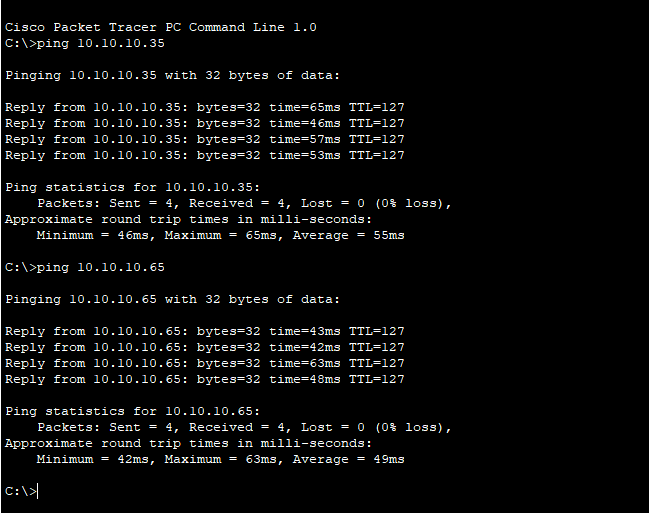 Cisco Packet Tracer PC Command Line 1.0
C:\>ping 10.10.10.35
Pinging 10.10.10.35 with 32 bytes of data:
Reply from 10.10.10.35: bytes=32 time=65ms TTL=127
Reply from 10.10.10.35: bytes=32 time=46ms TTL=127
Reply from 10.10.10.35: bytes=32 time=57ms TTL=127
Reply from 10.10.10.35: bytes=32 time=53ms TTL=127
Ping statistics for 10.10.10.35:
    Packets: Sent = 4, Received = 4, Lost = 0 (0% loss),
Approximate round trip times in milli-seconds:
    Minimum = 46ms, Maximum = 65ms, Average = 55ms
C:\>ping 10.10.10.65
Pinging 10.10.10.65 with 32 bytes of data:
Reply from 10.10.10.65: bytes=32 time=43ms TTL=127
Reply from 10.10.10.65: bytes=32 time=42ms TTL=127
Reply from 10.10.10.65: bytes=32 time=63ms TTL=127
Reply from 10.10.10.65: bytes=32 time=48ms TTL=127
Ping statistics for 10.10.10.65:
    Packets: Sent = 4, Received = 4, Lost = 0 (0% loss),
Approximate round trip times in milli-seconds:
    Minimum = 42ms, Maximum = 63ms, Average = 49ms
C:\>